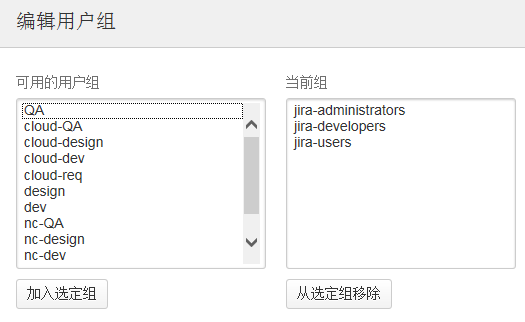 编辑用户组
可用的用户组
QA
cloud-QA
cloud-design
cloud-dev
cloud-req
design
dev
nc-QA
nc-design
nc-dev
加入选定组
当前组
jira-administrators
jira-developers
jira-users
从选定组移除